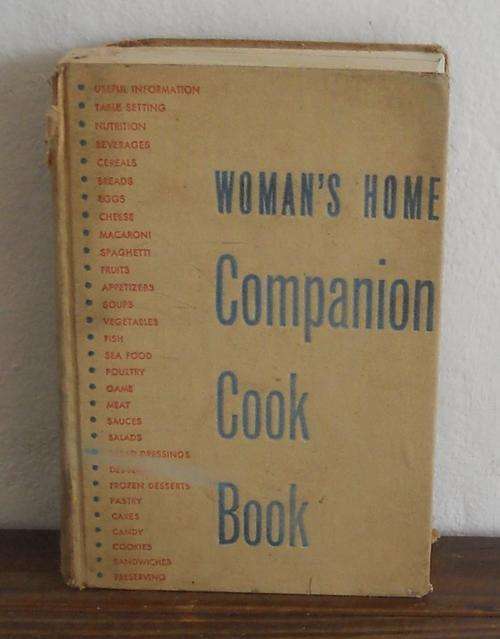 USEFUL INFORMATION
TABLE SETTING
NUTRITION
BEVERAGES
CEREALS
BREADS
EGGS
CHEESE
MACARONI
SPAGHETTI
FRUITS
APPETIZERS
SOUPS
VEGETABLES
FISH
SEA FOOD
POULTRY
GAME
MEAT
SAUCES
SALADS
DRESSINGS
FROZEN DESSERTS
PASTRY
CAKES
CANDY
COOKIES
SANDWICHES
PRESERVING
WOMAN'S HOME
Companion
Cook
Book